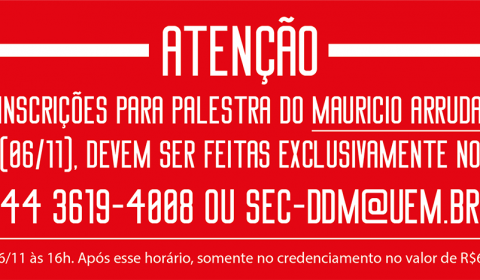 ATENÇÃO
INSCRIÇÕES PARA PALESTRA DO MAURICIO ARRUDA
(06/11), DEVEM SER FEITAS EXCLUSIVAMENTE NO
44 3619-4008 OU SEC-DDM@UEM.BR
6/11 às 16h. Após esse horário, somente no credenciamento no valor de R$6